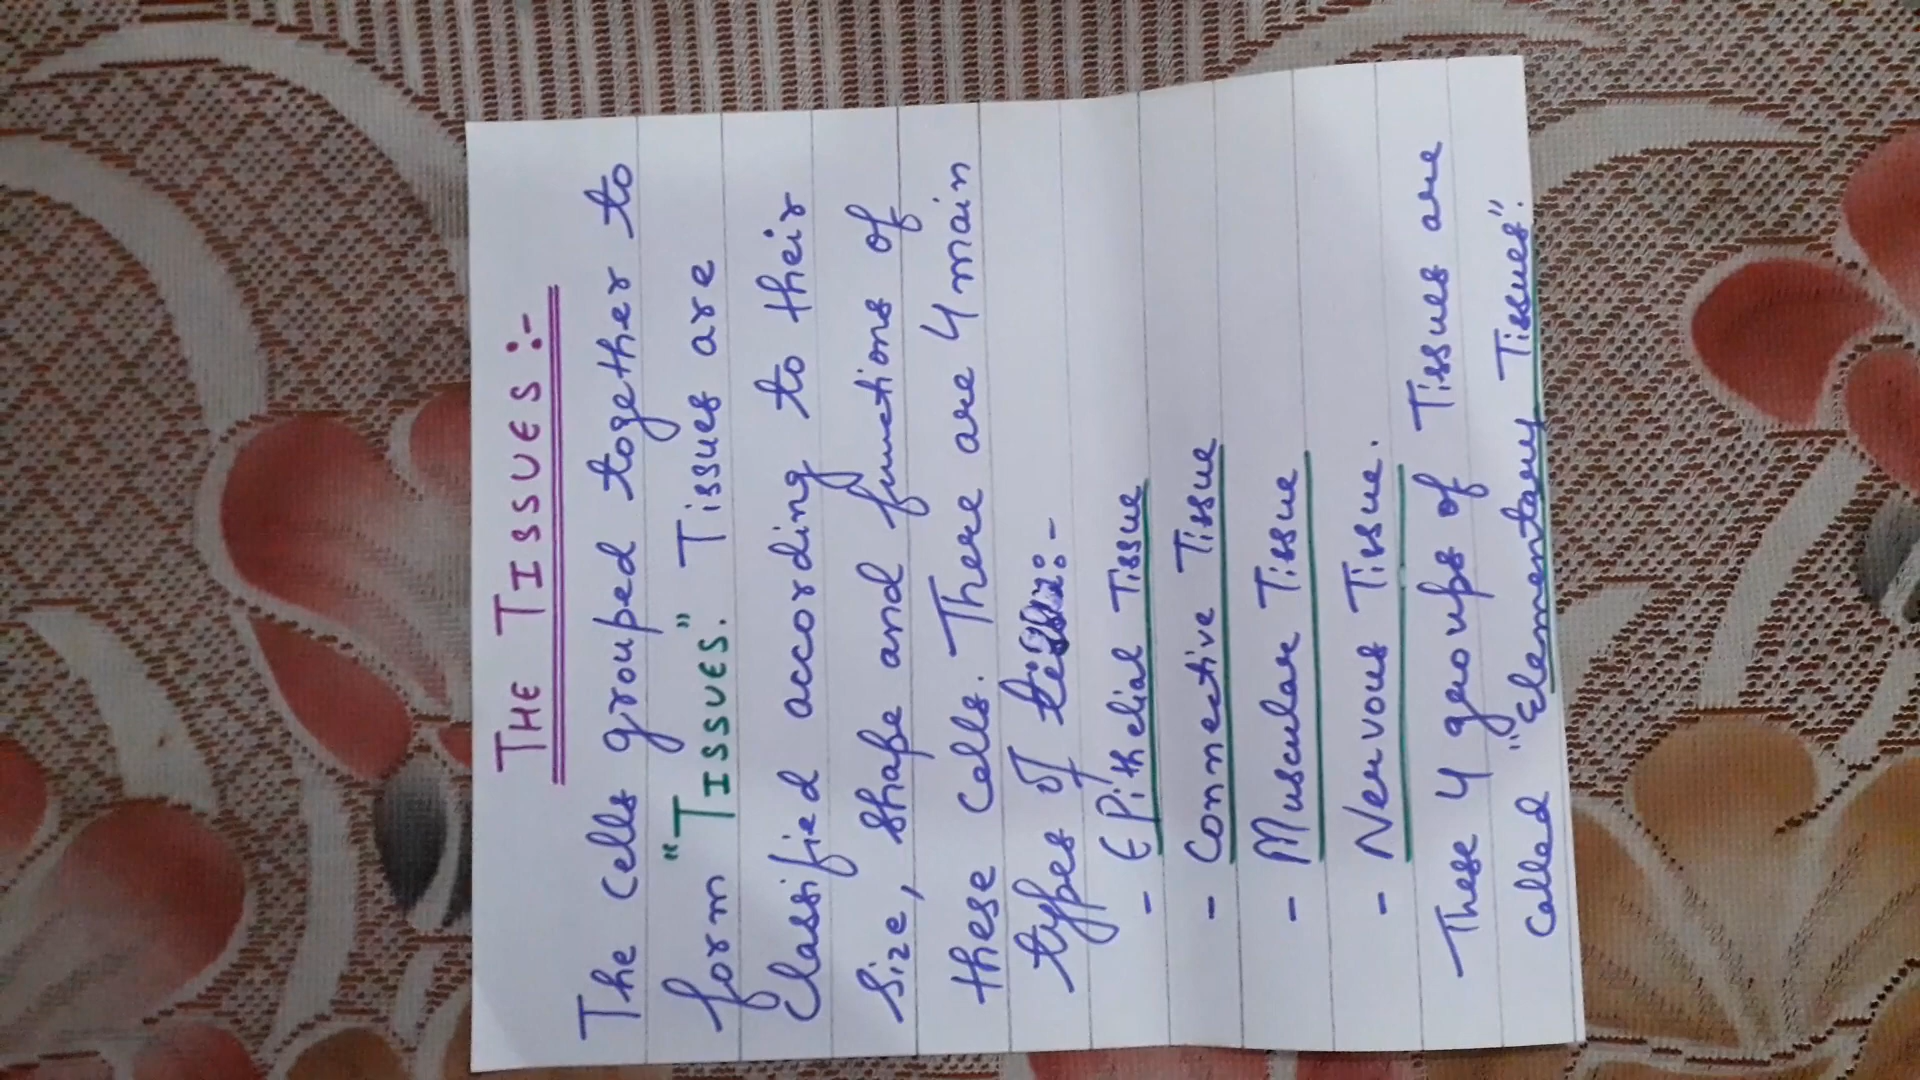 THE TISSUES:-
The cells grouped together to
form "TISSUES". Tissues are
Classified according to their
size, shape and functions of
these cells. There are 4 main
types of :-
- EPithelial Tissue
- Connective Tissue
- Muscular Tissue
- Nervous Tissue.
These 4 groups of Tissues are
called "Elementary Tissues".